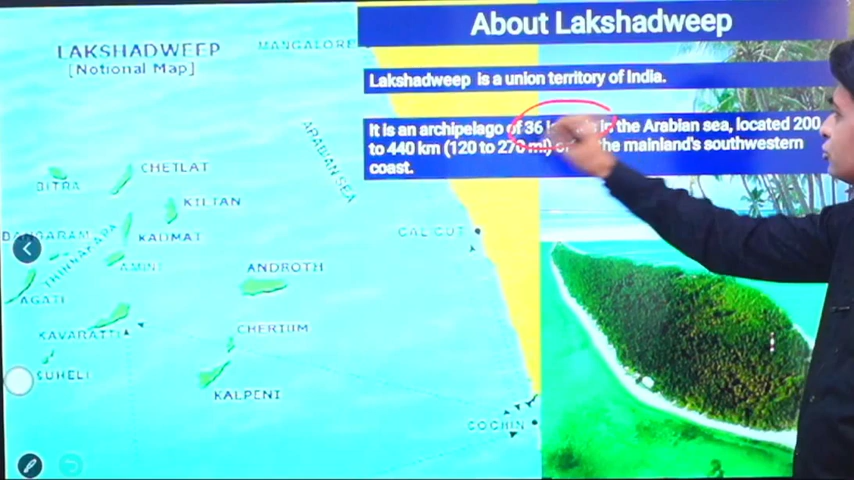 About Lakshadweep
LAKSHADWEEP
[Notional Map]
MANGALORE
Lakshadweep is a union territory of India.
It is an archipelago of 36 in the Arabian sea, located 200
to 440 km (120 to 270 mi) the mainland's southwestern
coast.
ARABIAN SEA
CHETLAT
BITRA
KILTAN
BANGARAM
THINNAKARA
KADMAT
CALICUT
AMINI
ANDROTH
AGATI
KAVARATTI
CHERIUM
SUHELI
KALPENI
COCHIN